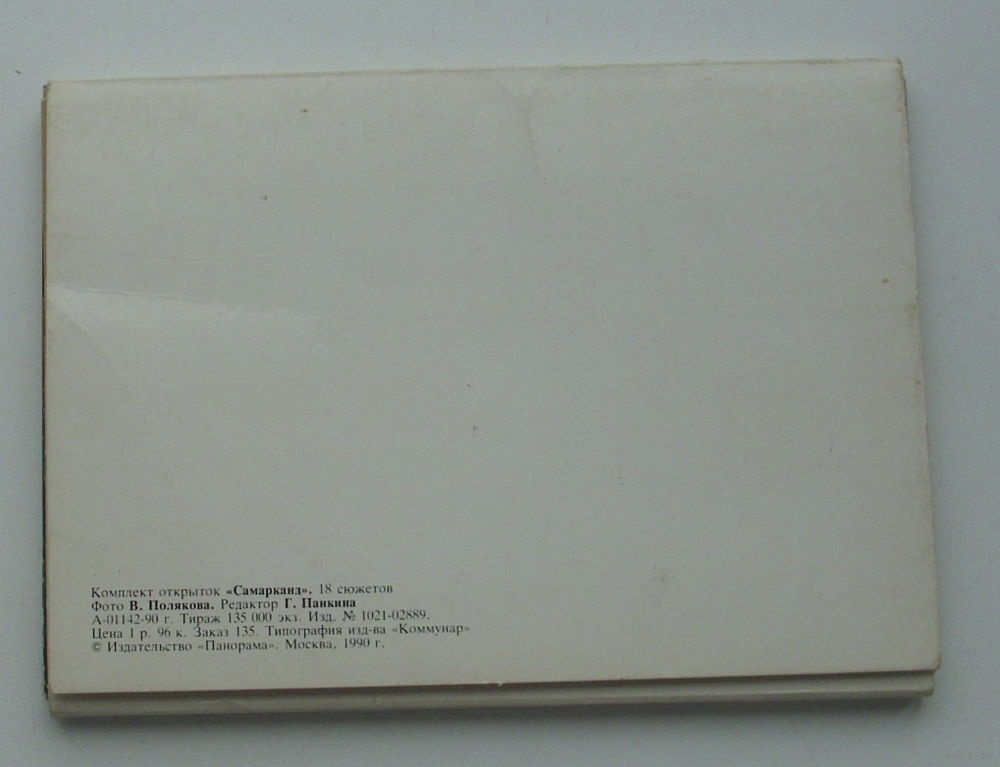 Комплект открыток «Самарканд». 18 сюжетов
Фото В. Полякова. Редактор Г. Панкина
А-01142-90 г. Тираж 135 000 экз. Изд. № 1021-02889.
Цена 1 р. 96 к. Заказ 135. Типография изд-ва «Коммунар»
© Издательство «Панорама». Москва, 1990 г.